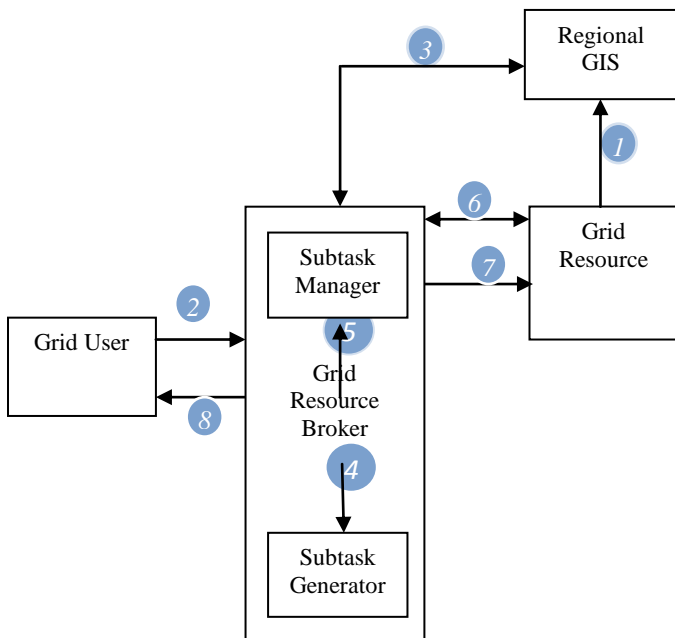 Regional
GIS
3
1
6
Grid
Resource
Subtask
Manager
7
2
Grid User
5
Grid
Resource
Broker
8
4
Subtask
Generator